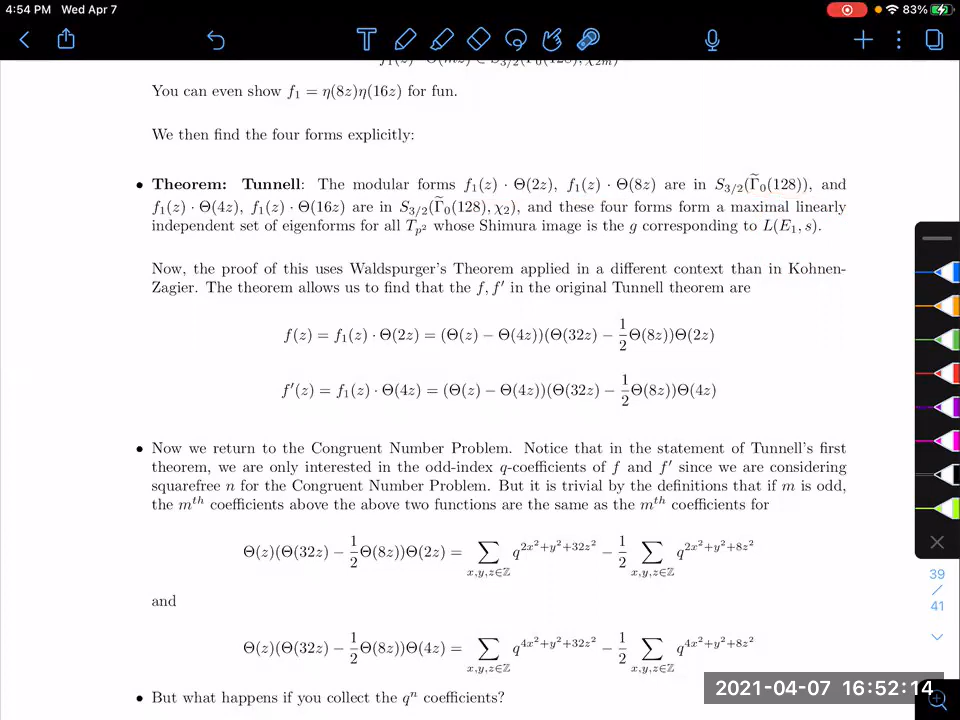 4:54 PM Wed Apr 7
83%
f₁(z) · Θ(mz) ∈ S₃/₂(Γ̃₀(128), χ₂ₘ)
You can even show f₁ = η(8z)η(16z) for fun.
We then find the four forms explicitly:
• Theorem: Tunnell: The modular forms f₁(z) · Θ(2z), f₁(z) · Θ(8z) are in S₃/₂(Γ̃₀(128)), and
f₁(z) · Θ(4z), f₁(z) · Θ(16z) are in S₃/₂(Γ̃₀(128), χ₂), and these four forms form a maximal linearly
independent set of eigenforms for all T_{p²} whose Shimura image is the g corresponding to L(E₁, s).
Now, the proof of this uses Waldspurger's Theorem applied in a different context than in Kohnen-
Zagier. The theorem allows us to find that the f, f′ in the original Tunnell theorem are
f(z) = f₁(z) · Θ(2z) = (Θ(z) − Θ(4z))(Θ(32z) − 1/2 Θ(8z))Θ(2z)
f′(z) = f₁(z) · Θ(4z) = (Θ(z) − Θ(4z))(Θ(32z) − 1/2 Θ(8z))Θ(4z)
• Now we return to the Congruent Number Problem. Notice that in the statement of Tunnell's first
theorem, we are only interested in the odd-index q-coefficients of f and f′ since we are considering
squarefree n for the Congruent Number Problem. But it is trivial by the definitions that if m is odd,
the m^{th} coefficients above the above two functions are the same as the m^{th} coefficients for
Θ(z)(Θ(32z) − 1/2 Θ(8z))Θ(2z) = ∑_{x,y,z∈ℤ} q^{2x²+y²+32z²} − 1/2 ∑_{x,y,z∈ℤ} q^{2x²+y²+8z²}
and
Θ(z)(Θ(32z) − 1/2 Θ(8z))Θ(4z) = ∑_{x,y,z∈ℤ} q^{4x²+y²+32z²} − 1/2 ∑_{x,y,z∈ℤ} q^{4x²+y²+8z²}
• But what happens if you collect the qⁿ coefficients?
39
/
41
2021-04-07 16:52:14